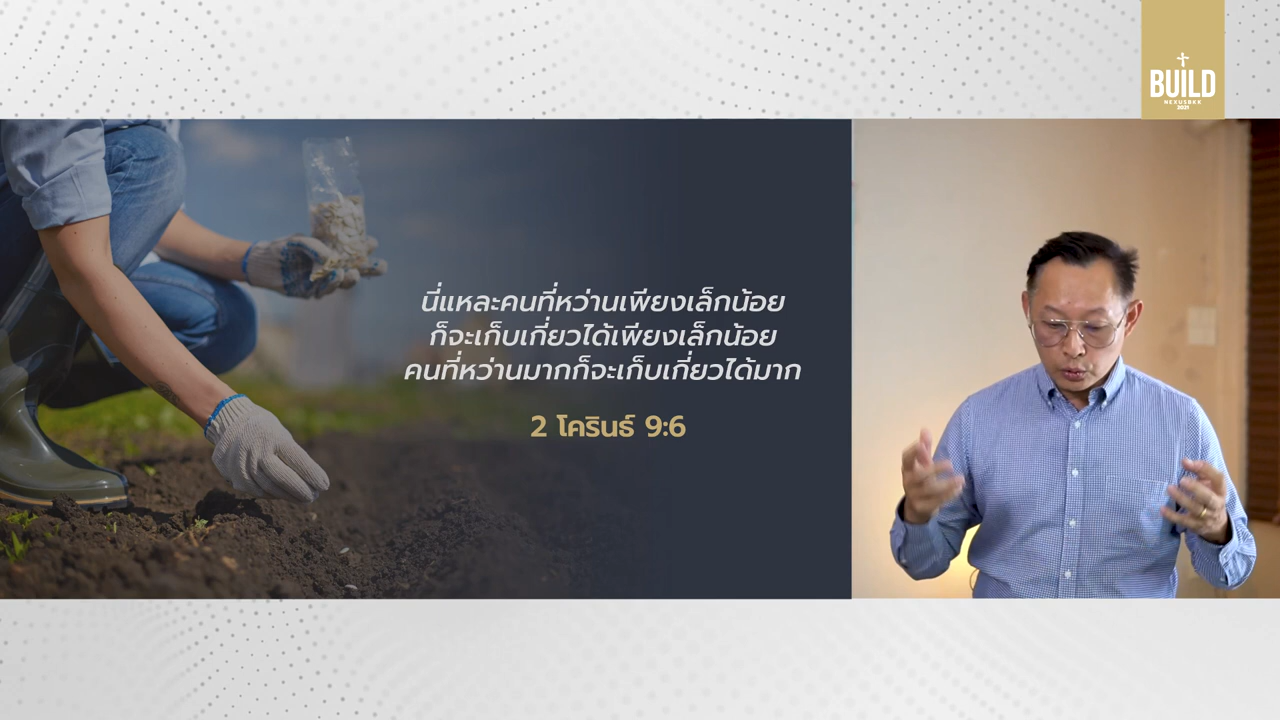 BUILD
NEXUSBKK
2021
นี่แหละคนที่หว่านเพียงเล็กน้อย
ก็จะเก็บเกี่ยวได้เพียงเล็กน้อย
คนที่หว่านมากก็จะเก็บเกี่ยวได้มาก
2 โครินธ์ 9:6